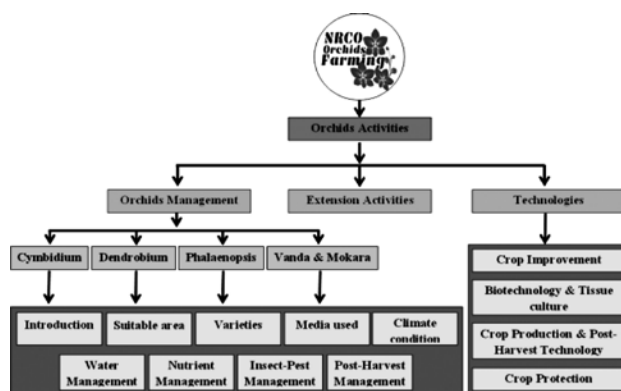 NRCO
Orchids
Farming
Orchids Activities
Orchids Management
Extension Activities
Technologies
Cymbidium
Dendrobium
Phalaenopsis
Vanda & Mokara
Introduction
Suitable area
Varieties
Media used
Climate
condition
Water
Management
Nutrient
Management
Insect-Pest
Management
Post-Harvest
Management
Crop Improvement
Biotechnology & Tissue
culture
Crop Production & Post-
Harvest Technology
Crop Protection